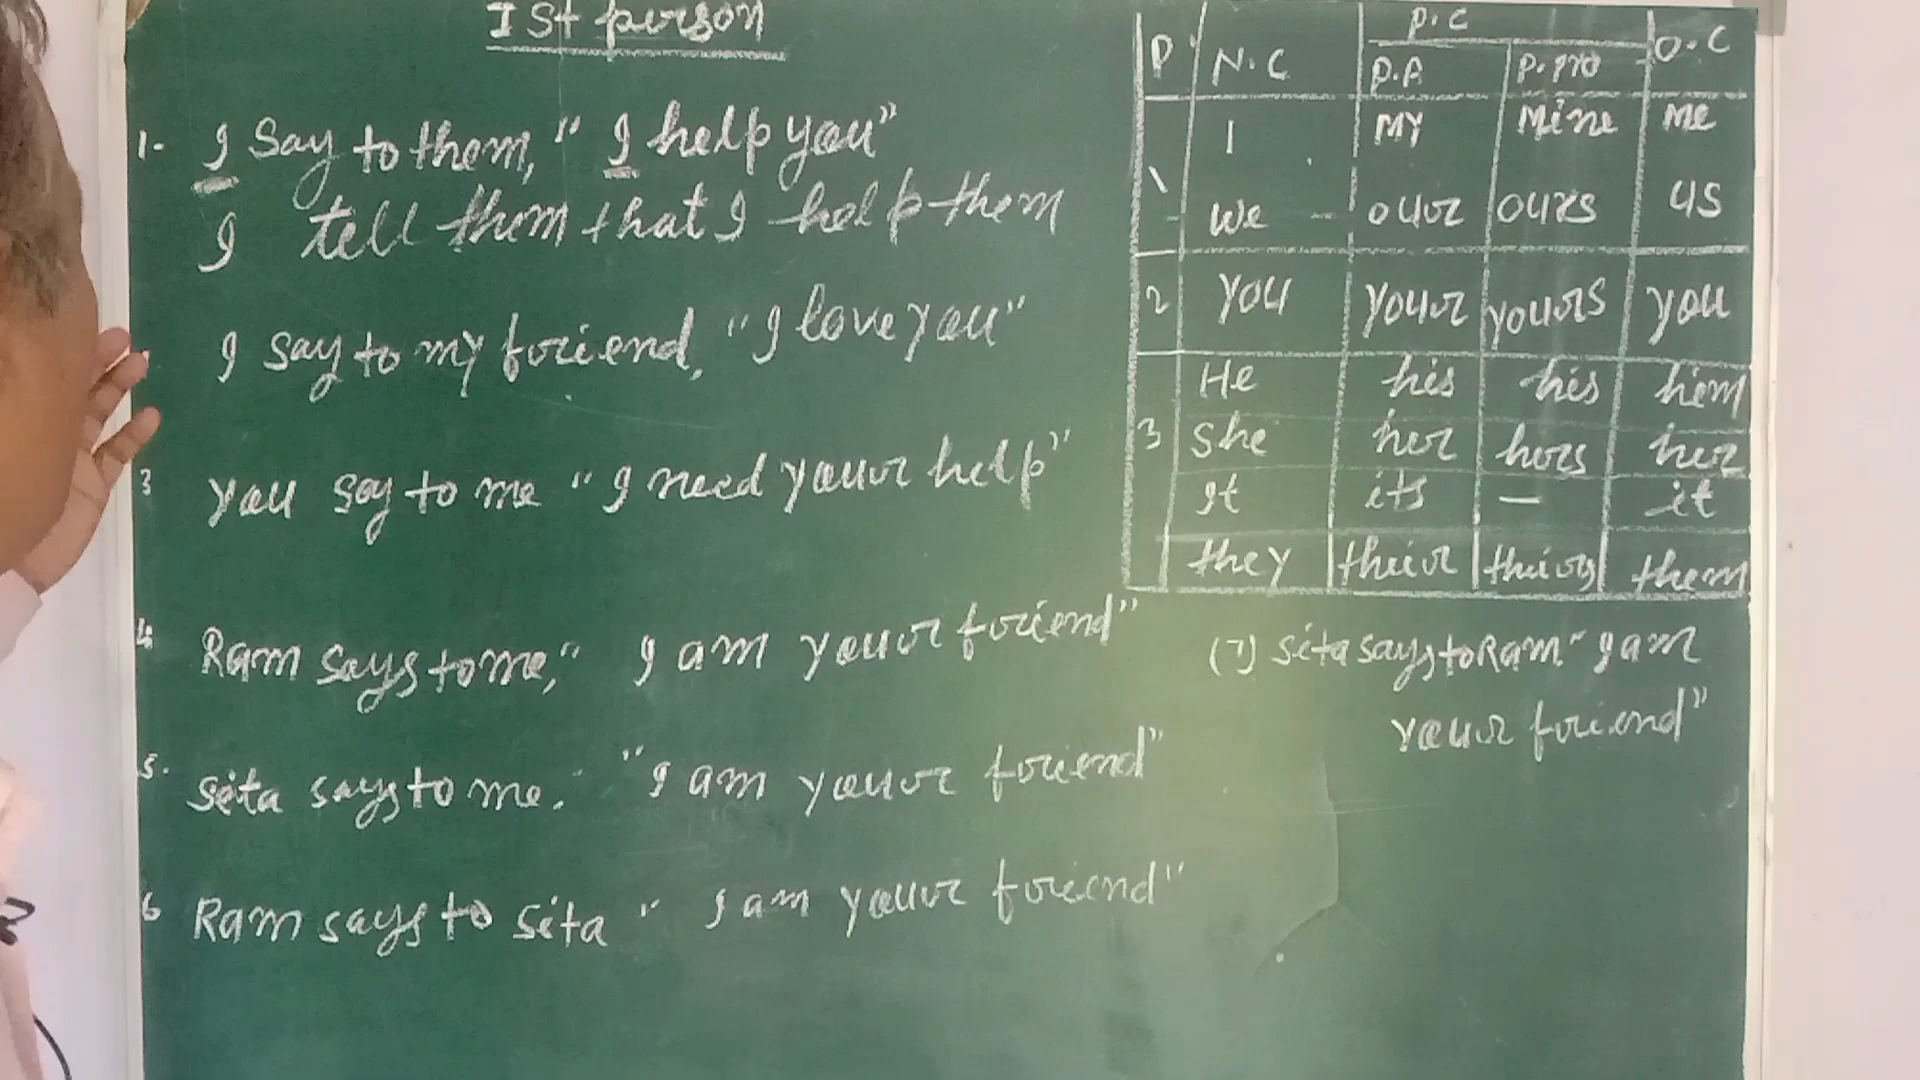 Ist person
1- I Say to them, " I help you"
I tell them that I help them
I say to my friend, "I love you"
3 you say to me "I need your help"
4 Ram says to me," I am your friend"
5. sita says to me. "I am your friend"
6 Ram says to sita " I am your friend"
P N.C P.C O.C
P.A P.pro
1 I MY Mine Me
We - our ours us
2 you your yours you
3 He his his him
She her hers her
It its — it
they their theirs them
(7) sita says to Ram." I am
your friend"